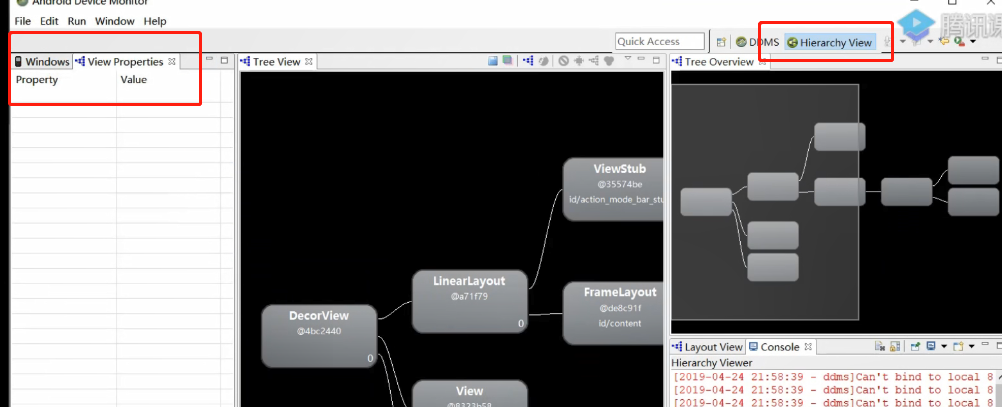 Android Device Monitor
File Edit Run Window Help
Quick Access DDMS Hierarchy View 腾讯课
Windows View Properties Tree View Tree Overview
Property Value
ViewStub
@35574be
id/action_mode_bar_stu
LinearLayout
@a71f79
0
FrameLayout
@de8c91f
id/content
DecorView
@4bc2440
0
View
@8323b58
Layout View Console
Hierarchy Viewer
[2019-04-24 21:58:39 - ddms]Can't bind to local 8
[2019-04-24 21:58:39 - ddms]Can't bind to local 8
[2019-04-24 21:58:39 - ddms]Can't bind to local 8